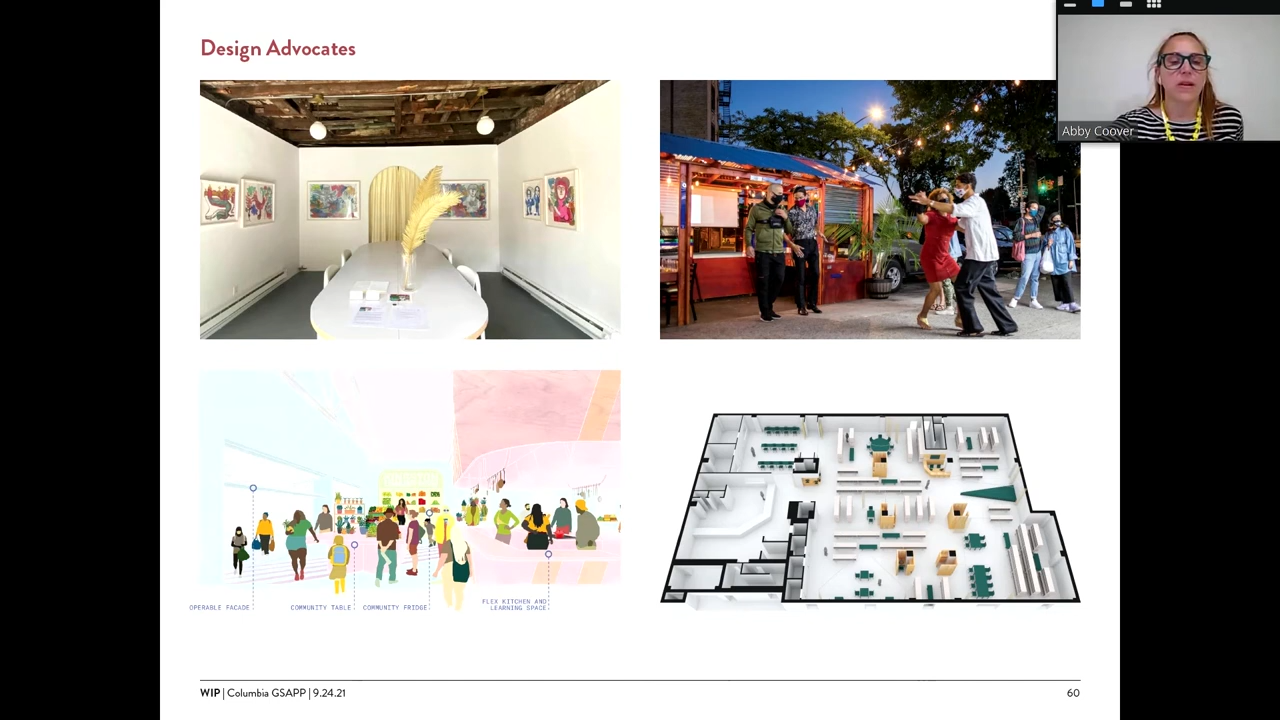 Design Advocates
Abby Coover
OPERABLE FACADE
COMMUNITY TABLE
COMMUNITY FRIDGE
FLEX KITCHEN AND
LEARNING SPACE
WIP | Columbia GSAPP | 9.24.21
60